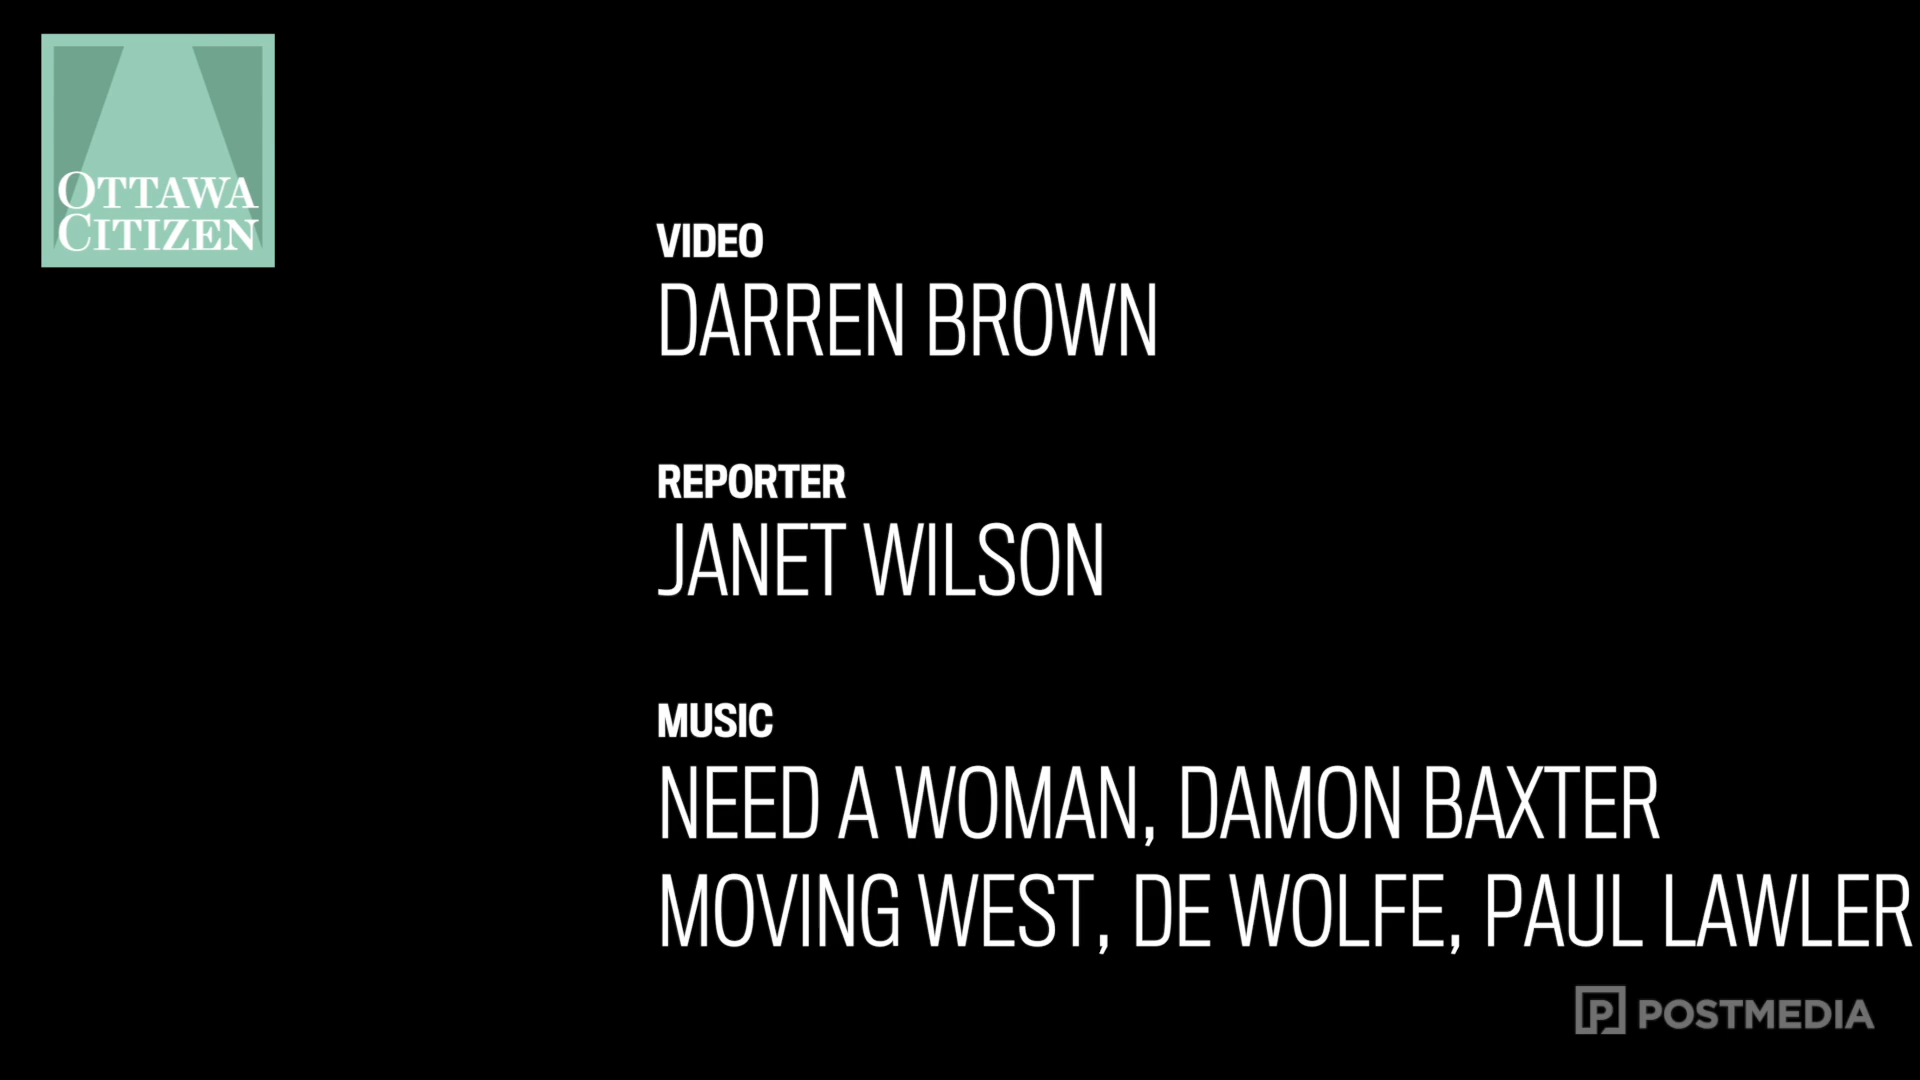 OTTAWA
CITIZEN
VIDEO
DARREN BROWN
REPORTER
JANET WILSON
MUSIC
NEED A WOMAN, DAMON BAXTER
MOVING WEST, DE WOLFE, PAUL LAWLER
P POSTMEDIA